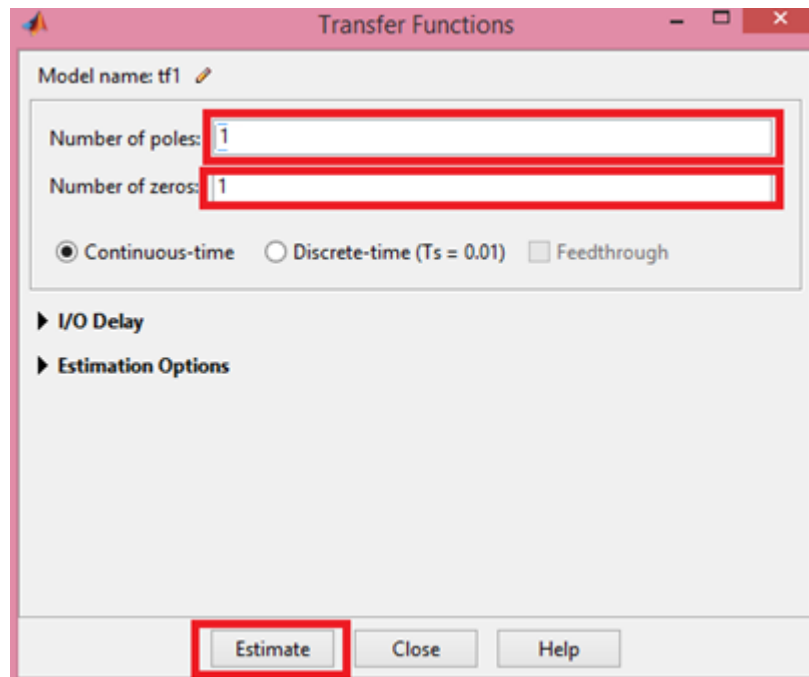 Transfer Functions
Model name: tf1
Number of poles: 1
Number of zeros: 1
Continuous-time Discrete-time (Ts = 0.01) Feedthrough
I/O Delay
Estimation Options
Estimate Close Help